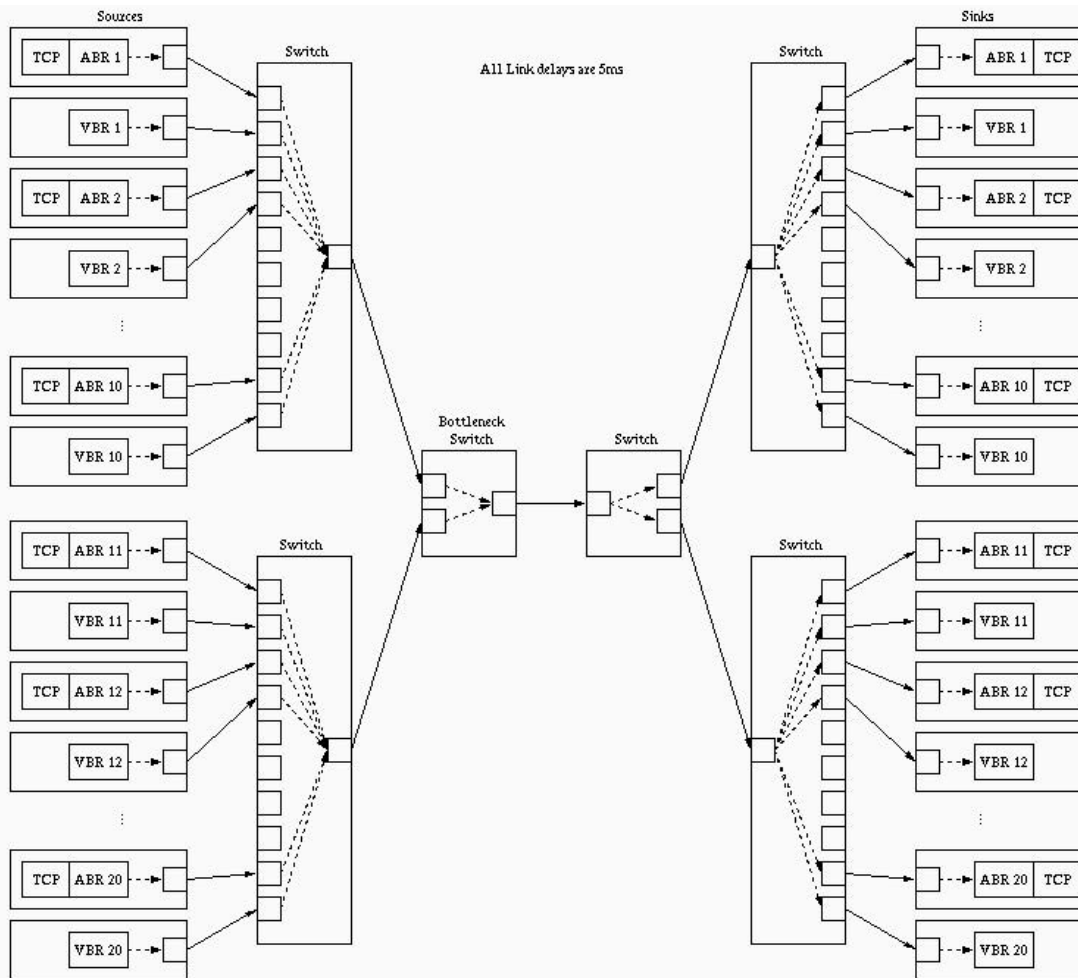 Sources
Sinks
Switch
Switch
All Link delays are 5ms
TCP ABR 1
VBR 1
TCP ABR 2
VBR 2
⋮
TCP ABR 10
VBR 10
ABR 1 TCP
VBR 1
ABR 2 TCP
VBR 2
⋮
ABR 10 TCP
VBR 10
Bottleneck
Switch
Switch
Switch
Switch
TCP ABR 11
VBR 11
TCP ABR 12
VBR 12
⋮
TCP ABR 20
VBR 20
ABR 11 TCP
VBR 11
ABR 12 TCP
VBR 12
⋮
ABR 20 TCP
VBR 20